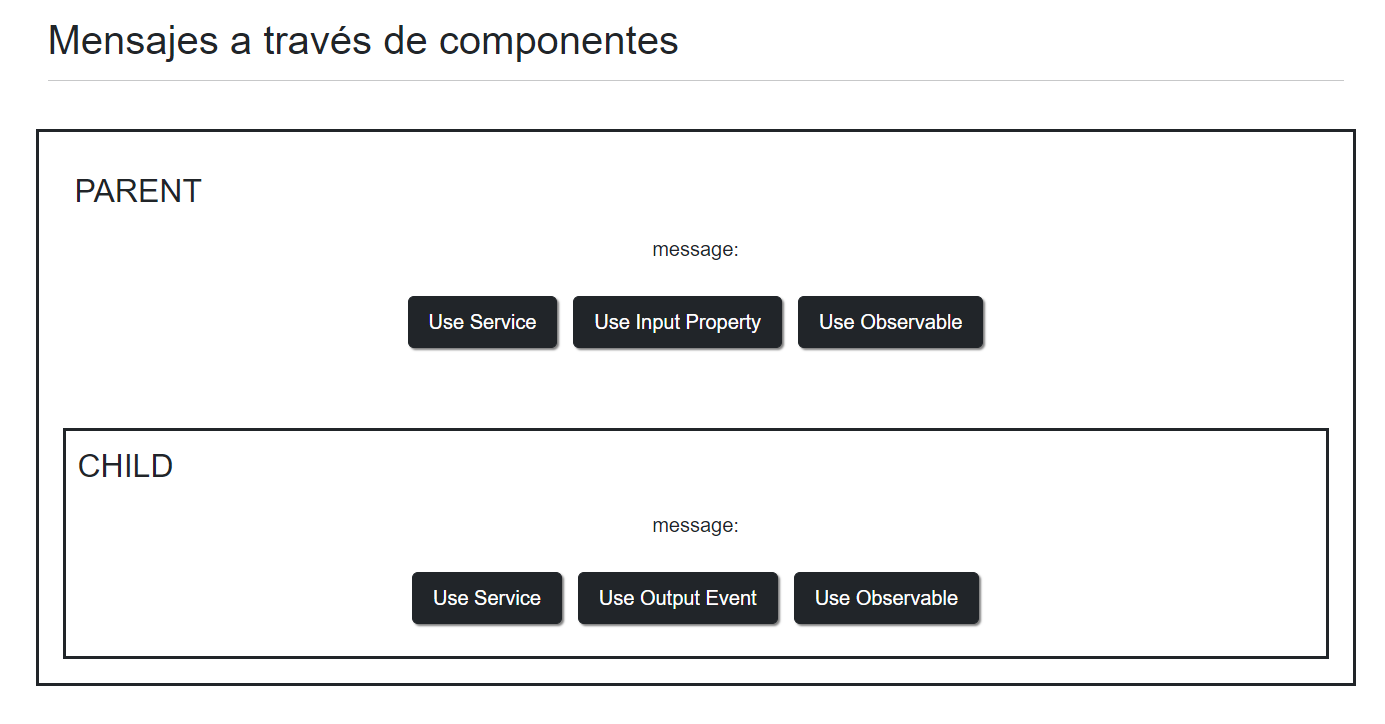 Mensajes a través de componentes
PARENT
message:
Use Service Use Input Property Use Observable
CHILD
message:
Use Service Use Output Event Use Observable